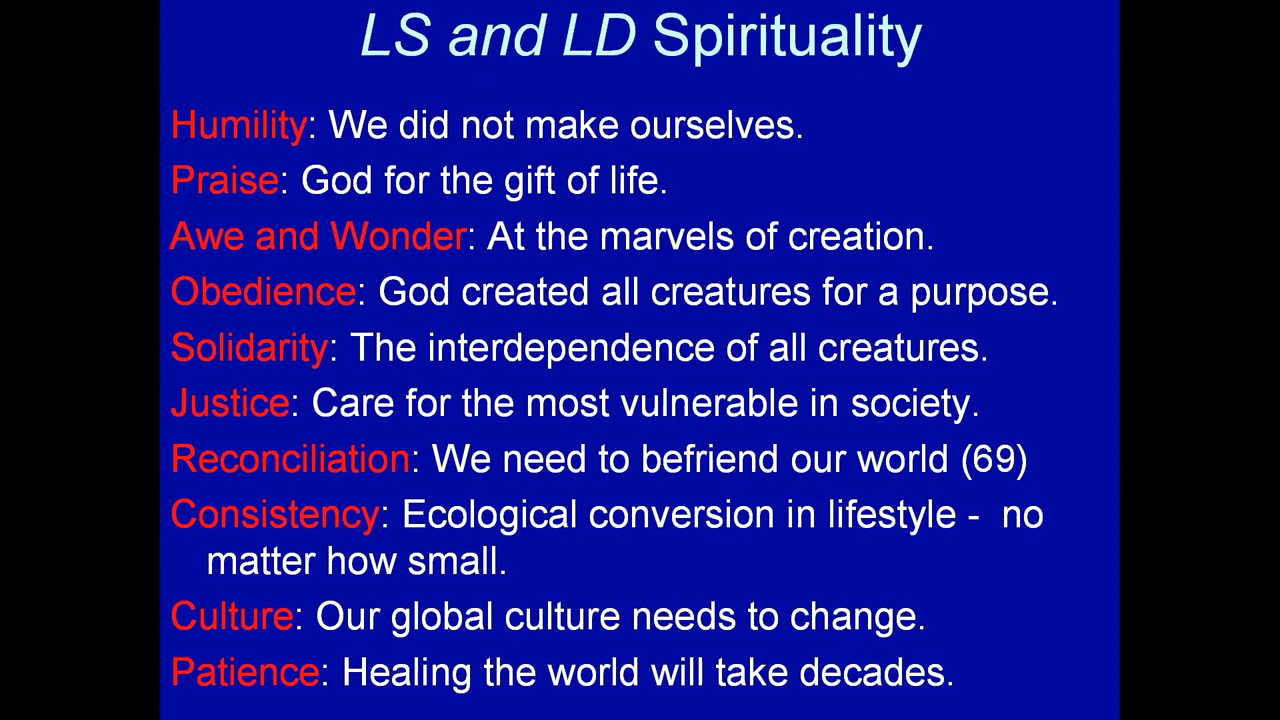 LS and LD Spirituality
Humility: We did not make ourselves.
Praise: God for the gift of life.
Awe and Wonder: At the marvels of creation.
Obedience: God created all creatures for a purpose.
Solidarity: The interdependence of all creatures.
Justice: Care for the most vulnerable in society.
Reconciliation: We need to befriend our world (69)
Consistency: Ecological conversion in lifestyle -  no
matter how small.
Culture: Our global culture needs to change.
Patience: Healing the world will take decades.